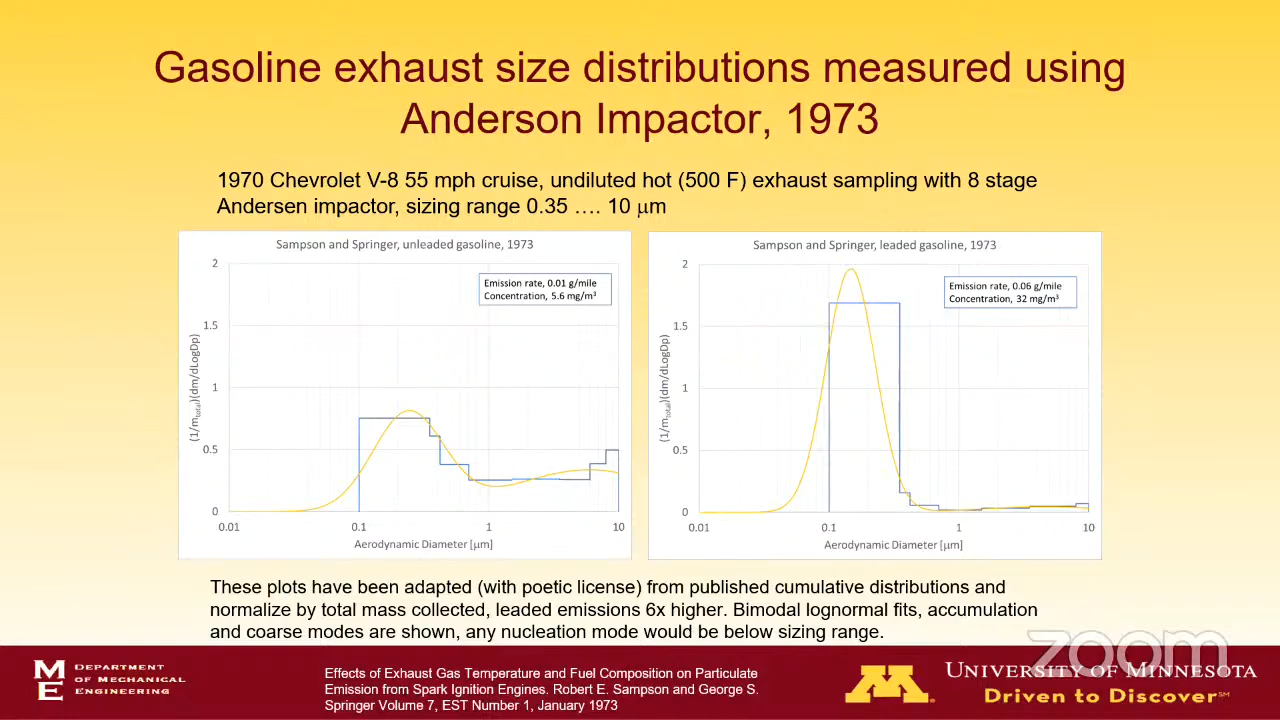 Gasoline exhaust size distributions measured using
Anderson Impactor, 1973
1970 Chevrolet V-8 55 mph cruise, undiluted hot (500 F) exhaust sampling with 8 stage
Andersen impactor, sizing range 0.35 .... 10 μm
Sampson and Springer, unleaded gasoline, 1973
2
1.5
1
0.5
0
(1/m_total)(dm/dLogDp)
Emission rate, 0.01 g/mile
Concentration, 5.6 mg/m³
0.01 0.1 1 10
Aerodynamic Diameter [μm]
Sampson and Springer, leaded gasoline, 1973
2
1.5
1
0.5
0
(1/m_total)(dm/dLogDp)
Emission rate, 0.06 g/mile
Concentration, 32 mg/m³
0.01 0.1 1 10
Aerodynamic Diameter [μm]
These plots have been adapted (with poetic license) from published cumulative distributions and
normalize by total mass collected, leaded emissions 6x higher. Bimodal lognormal fits, accumulation
and coarse modes are shown, any nucleation mode would be below sizing range.
zoom
M
E
DEPARTMENT
OF MECHANICAL
ENGINEERING
Effects of Exhaust Gas Temperature and Fuel Composition on Particulate
Emission from Spark Ignition Engines. Robert E. Sampson and George S.
Springer Volume 7, EST Number 1, January 1973
M
UNIVERSITY OF MINNESOTA
Driven to Discover℠